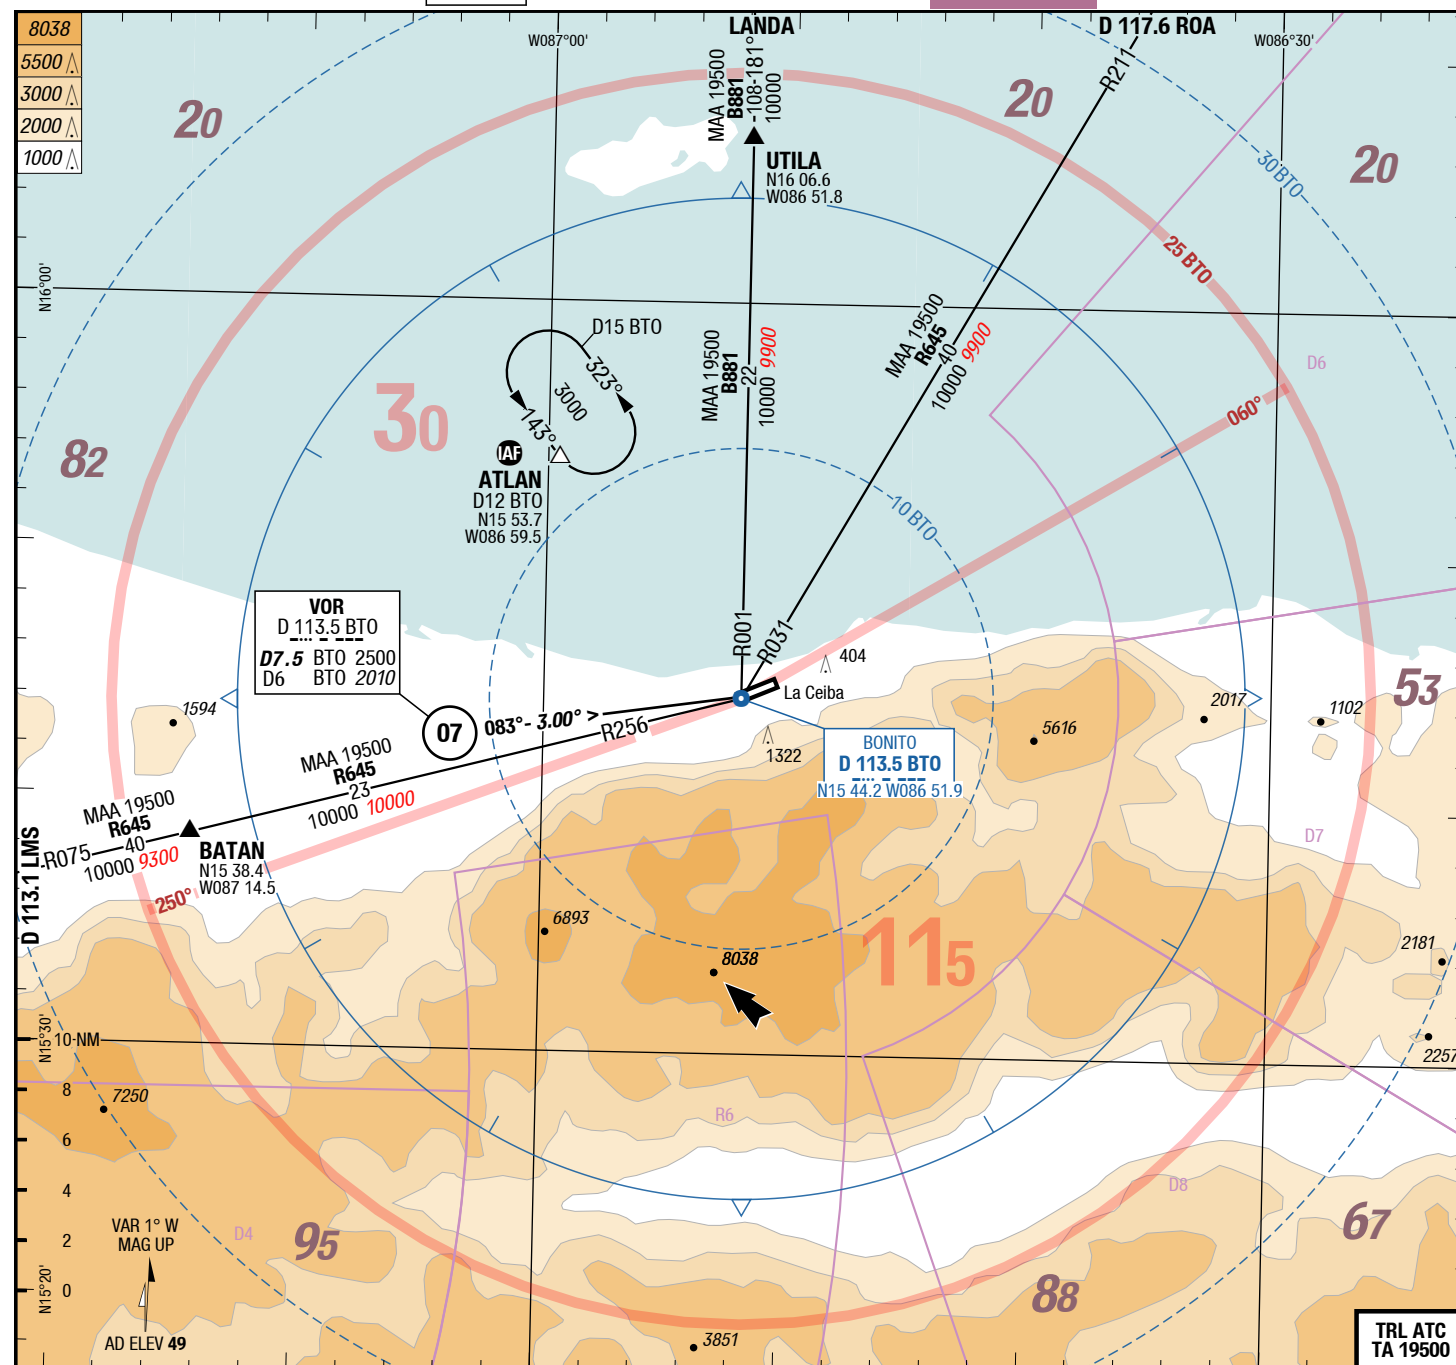 8038
5500
3000
2000
1000
LANDA
D 117.6 ROA
W087°00'
W086°30'
20
20
20
MAA 19500
B881
-108-181°
10000
R211
UTILA
N16 06.6
W086 51.8
30 BTO
25 BTO
N16°00'
D15 BTO
323°
3000
143°
30
82
IAF
ATLAN
D12 BTO
N15 53.7
W086 59.5
MAA 19500
B881
22
10000 9900
MAA 19500
R645
40
10000 9900
D6
060°
10 BTO
VOR
D 113.5 BTO
D7.5 BTO 2500
D6 BTO 2010
R001
R031
404
La Ceiba
1594
07
083°- 3.00° >
R256
1322
BONITO
D 113.5 BTO
N15 44.2 W086 51.9
5616
2017
1102
53
MAA 19500
R645
23
10000 10000
MAA 19500
R645
40
10000 9300
R075
D 113.1 LMS
BATAN
N15 38.4
W087 14.5
250°
D7
6893
8038
115
2181
2257
N15°30'
10 NM
8
6
4
2
0
7250
R6
D8
D4
95
67
88
VAR 1° W
MAG UP
N15°20'
AD ELEV 49
3851
TRL ATC
TA 19500